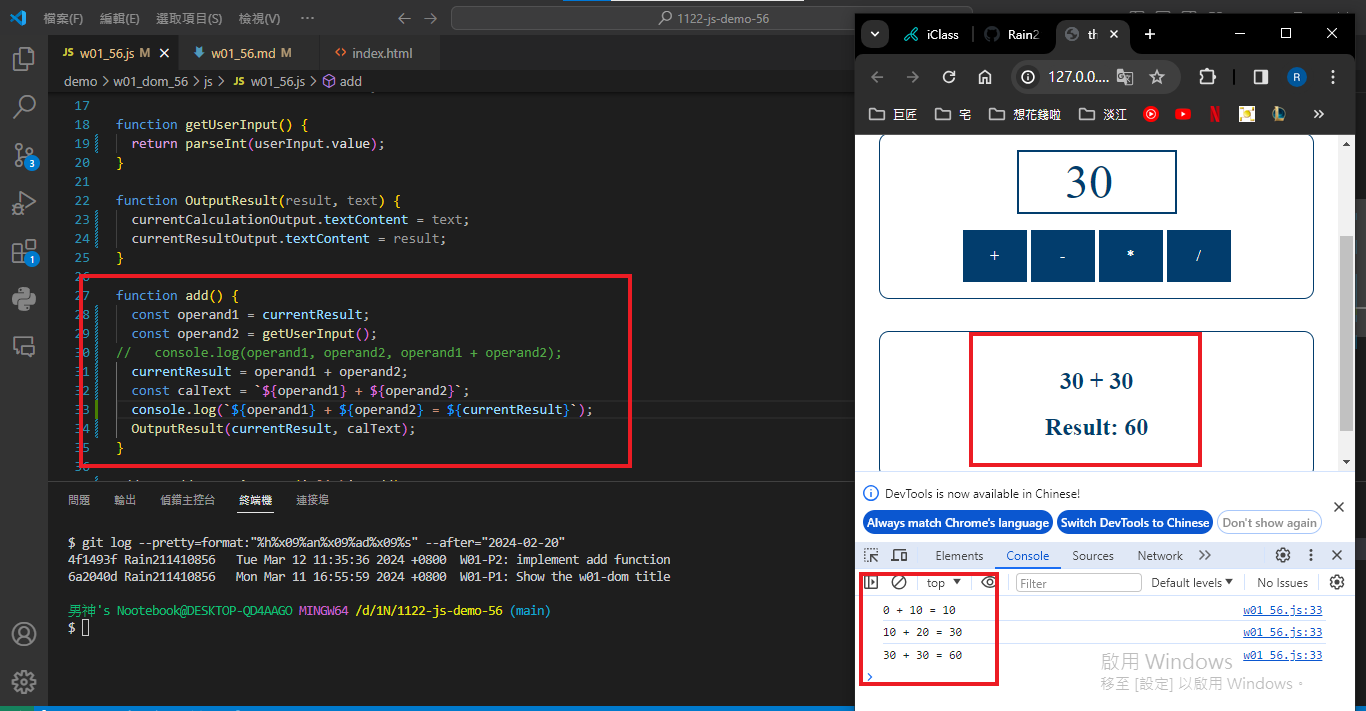 檔案(F) 編輯(E) 選取項目(S) 檢視(V) ··· 1122-js-demo-56
JS w01_56.js M w01_56.md M <> index.html
demo > w01_dom_56 > js > JS w01_56.js > add
17
18 function getUserInput() {
19 return parseInt(userInput.value);
20 }
21
22 function OutputResult(result, text) {
23 currentCalculationOutput.textContent = text;
24 currentResultOutput.textContent = result;
25 }
26
27 function add() {
28 const operand1 = currentResult;
29 const operand2 = getUserInput();
30 // console.log(operand1, operand2, operand1 + operand2);
31 currentResult = operand1 + operand2;
32 const calText = `${operand1} + ${operand2}`;
33 console.log(`${operand1} + ${operand2} = ${currentResult}`);
34 OutputResult(currentResult, calText);
35 }
36
問題 輸出 偵錯主控台 終端機 連接埠
$ git log --pretty=format:"%h%x09%an%x09%ad%x09%s" --after="2024-02-20"
4f1493f Rain211410856 Tue Mar 12 11:35:36 2024 +0800 W01-P2: implement add function
6a2040d Rain211410856 Mon Mar 11 16:55:59 2024 +0800 W01-P1: Show the w01-dom title
男神's Nootebook@DESKTOP-QD4AAGO MINGW64 /d/1N/1122-js-demo-56 (main)
$
3
1
iClass Rain2 th
127.0.0.... R
巨匠 宅 想花錢啦 淡江 N »
30
+ - * /
30 + 30
Result: 60
DevTools is now available in Chinese!
Always match Chrome's language Switch DevTools to Chinese Don't show again
Elements Console Sources Network »
top Filter Default levels No Issues
0 + 10 = 10 w01_56.js:33
10 + 20 = 30 w01_56.js:33
30 + 30 = 60 w01_56.js:33
>
啟用 Windows
移至 [設定] 以啟用 Windows。